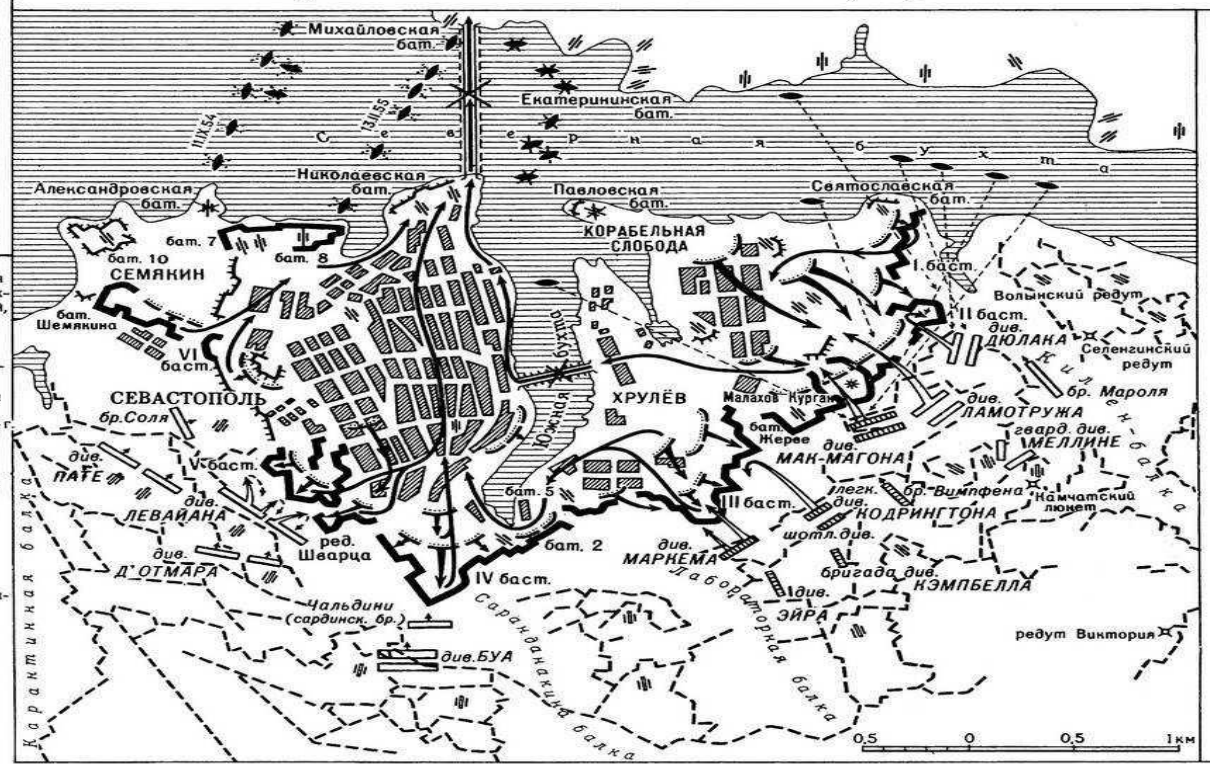 Михайловская
бат.
Екатерининская
бат.
11.IX.54
13.II.55
Северная бухта
Николаевская
бат.
Александровская
бат.
Павловская
бат.
Святославская
бат.
КОРАБЕЛЬНАЯ
СЛОБОДА
бат. 7
бат. 8
бат. 10
СЕМЯКИН
бат.
Шемякина
I баст.
II баст.
див.
ДЮЛАКА
Волынский редут
Селенгинский
редут
VI
баст.
Южная бухта
Килен-балка
бр. Мароля
СЕВАСТОПОЛЬ
ХРУЛЁВ
Малахов Курган
див.
ЛАМОТРУЖА
бр. Соля
бат.
Жерве
гвард. див.
МЕЛЛИНЕ
див.
ПАТЕ
V баст.
див.
МАК-МАГОНА
бр. Вимпфена
Камчатский
люнет
див.
ЛЕВАЙАНА
бат. 5
III баст.
легк.
див.
КОДРИНГТОНА
шотл. див.
ред.
Шварца
бат. 2
див.
МАРКЕМА
див.
Д'ОТМАРА
IV баст.
бригада див.
КЭМПБЕЛЛА
див.
ЭЙРА
Чальдини
(сардинск. бр.)
див. БУА
Карантинная балка
Сарандинакина балка
Лабораторная балка
редут Виктория
0,5 0 0,5 1км